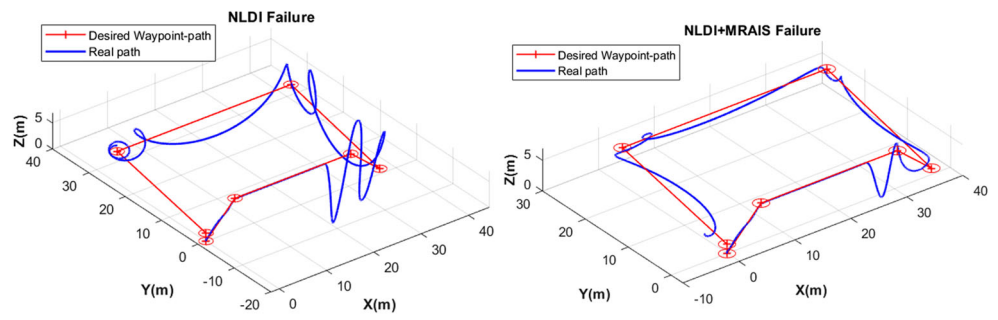 NLDI Failure
Desired Waypoint-path
Real path
Z(m)
5
0
40
30
20
10
0
-10
-20
Y(m)
0
10
20
30
40
X(m)
NLDI+MRAIS Failure
Desired Waypoint-path
Real path
Z(m)
5
0
30
20
10
0
-10
Y(m)
0
10
20
30
40
X(m)